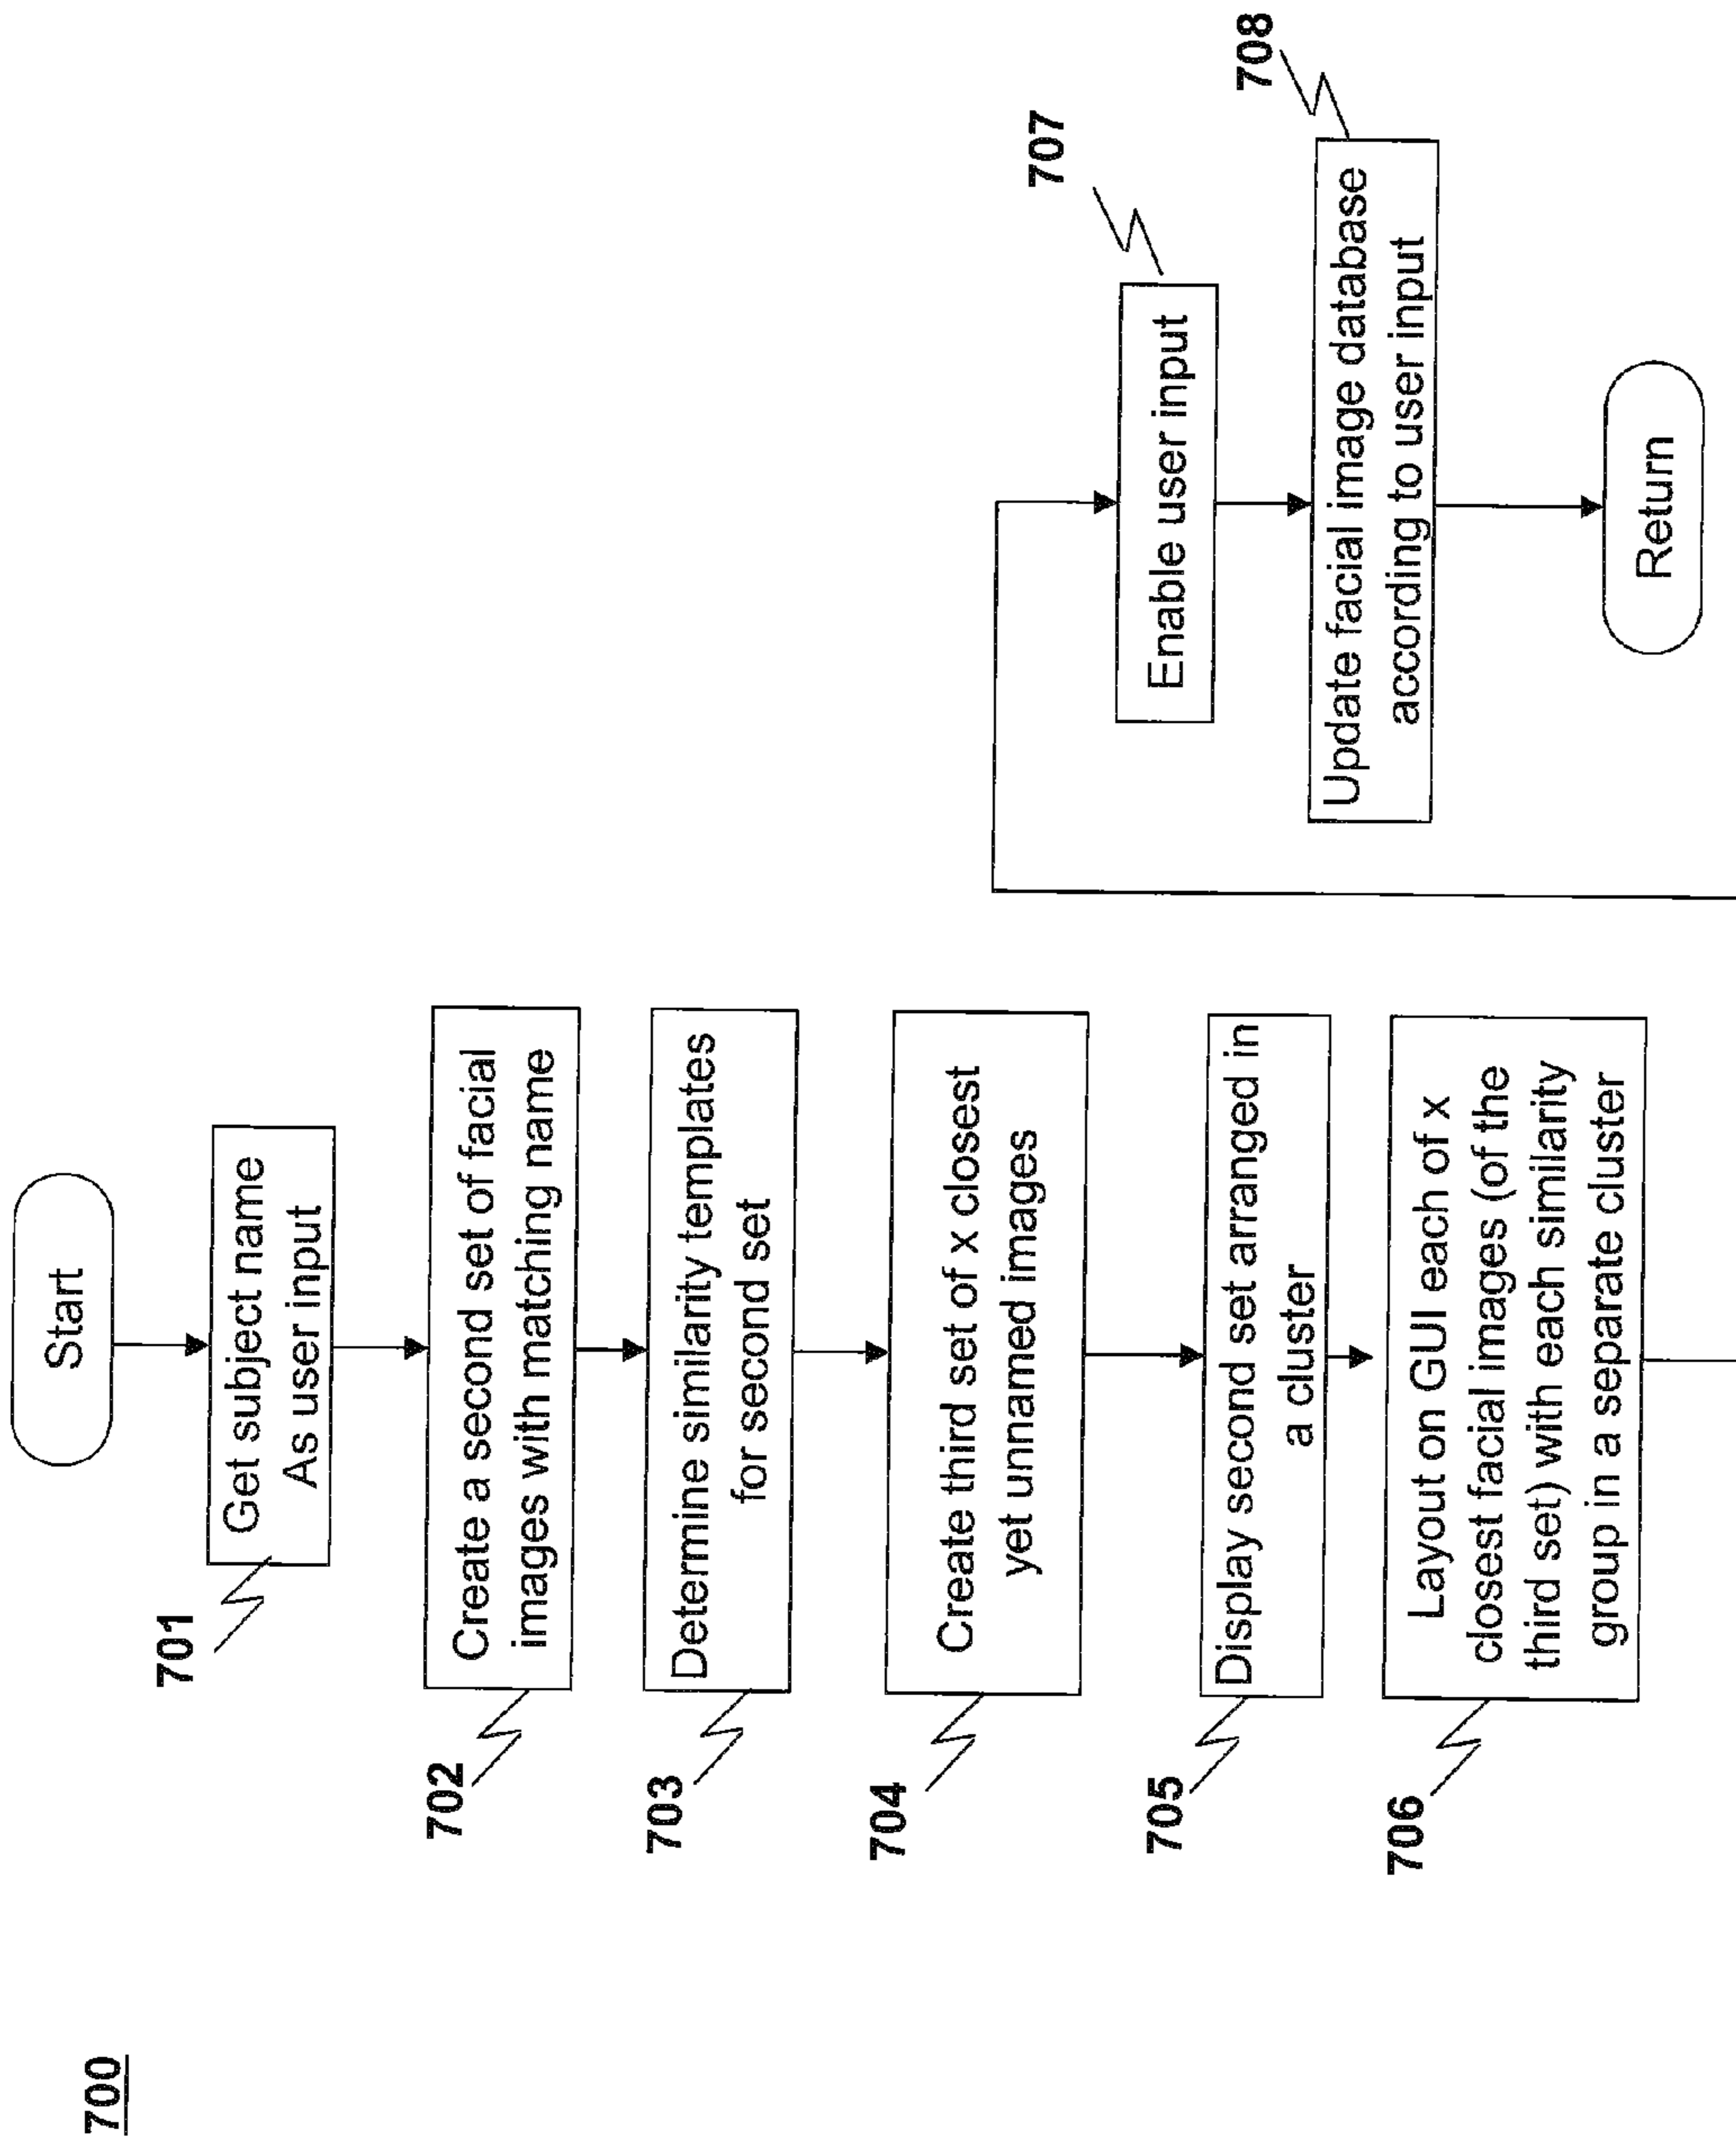 700
Start
701
Get subject name
As user input
702
Create a second set of facial
images with matching name
703
Determine similarity templates
for second set
704
Create third set of x closest
yet unnamed images
705
Display second set arranged in
a cluster
706
Layout on GUI each of x
closest facial images (of the
third set) with each similarity
group in a separate cluster
707
Enable user input
708
Update facial image database
according to user input
Return